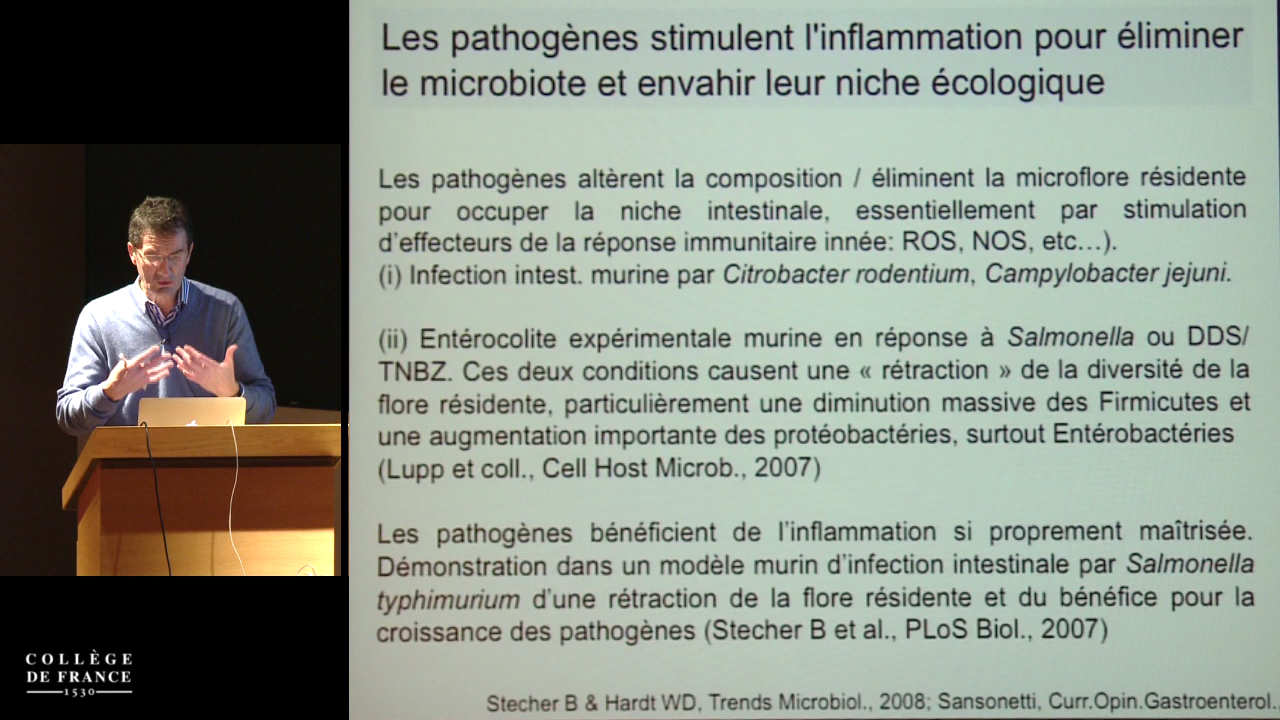 Les pathogènes stimulent l'inflammation pour éliminer
le microbiote et envahir leur niche écologique
Les pathogènes altèrent la composition / éliminent la microflore résidente
pour occuper la niche intestinale, essentiellement par stimulation
d'effecteurs de la réponse immunitaire innée: ROS, NOS, etc…).
(i) Infection intest. murine par Citrobacter rodentium, Campylobacter jejuni.
(ii) Entérocolite expérimentale murine en réponse à Salmonella ou DDS/
TNBZ. Ces deux conditions causent une « rétraction » de la diversité de la
flore résidente, particulièrement une diminution massive des Firmicutes et
une augmentation importante des protéobactéries, surtout Entérobactéries
(Lupp et coll., Cell Host Microb., 2007)
Les pathogènes bénéficient de l'inflammation si proprement maîtrisée.
Démonstration dans un modèle murin d'infection intestinale par Salmonella
typhimurium d'une rétraction de la flore résidente et du bénéfice pour la
croissance des pathogènes (Stecher B et al., PLoS Biol., 2007)
Stecher B & Hardt WD, Trends Microbiol., 2008; Sansonetti, Curr.Opin.Gastroenterol.
COLLÈGE
DE FRANCE
1530